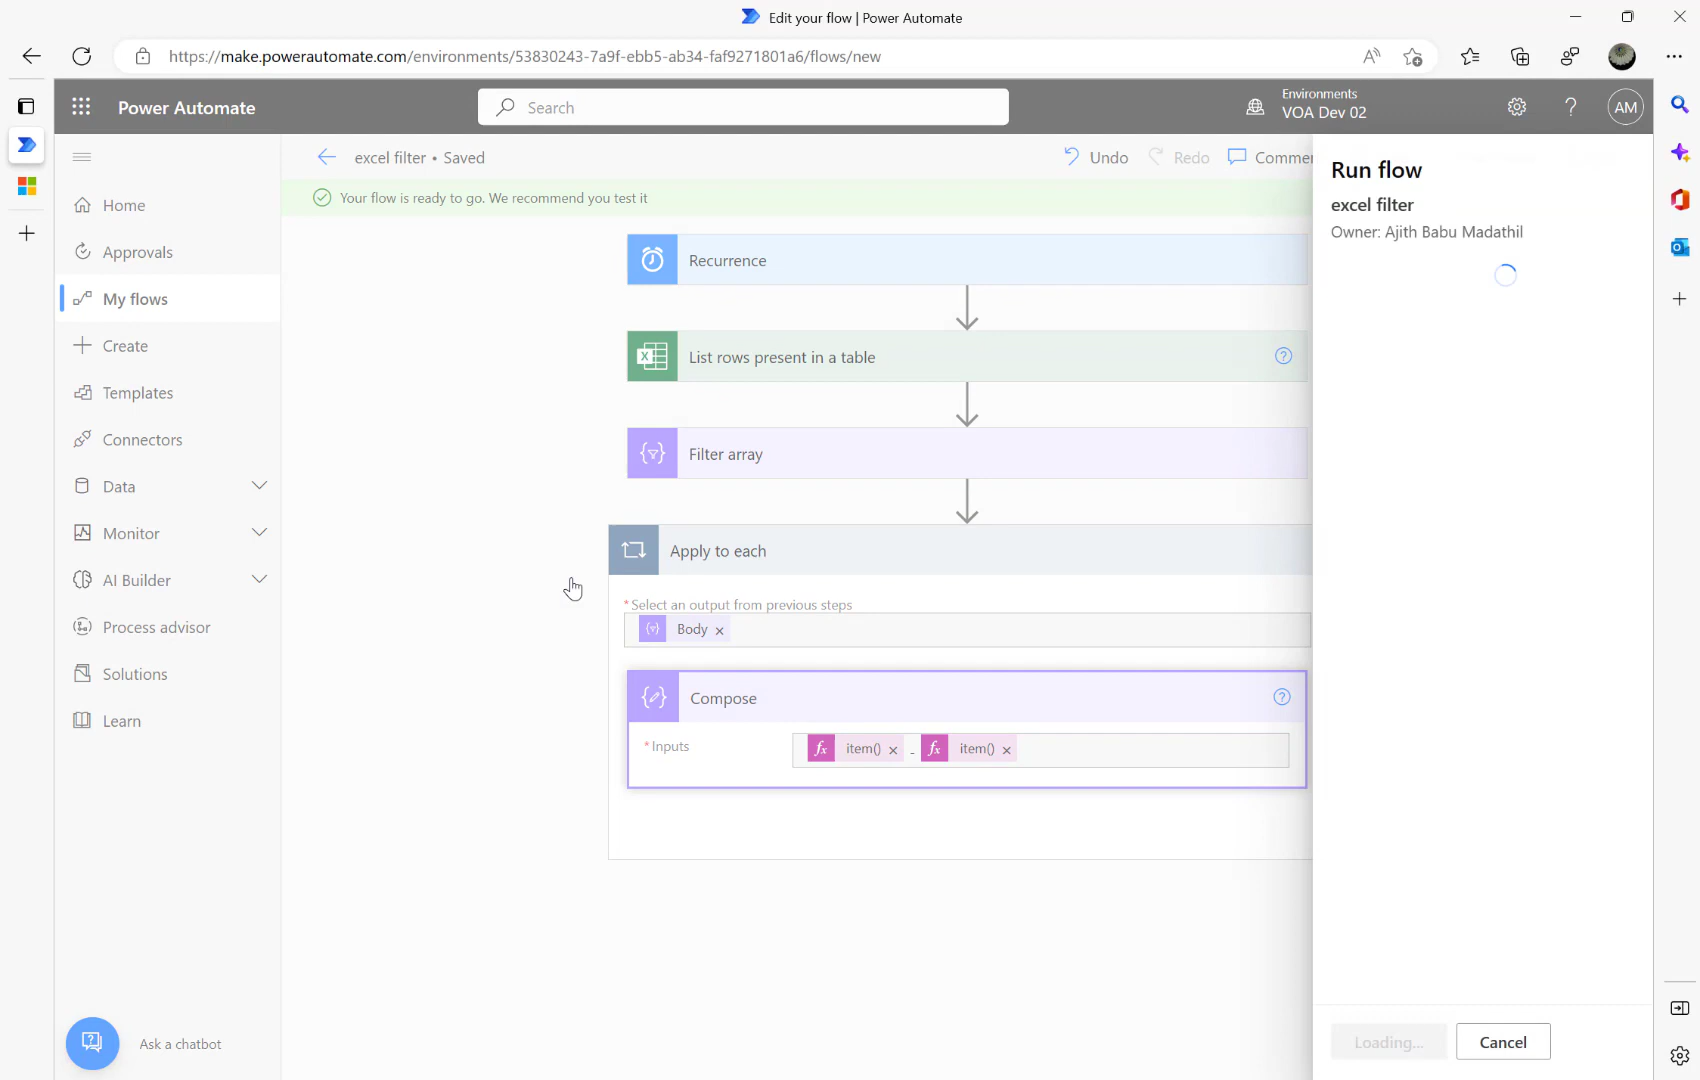 Edit your flow | Power Automate
https://make.powerautomate.com/environments/53830243-7a9f-ebb5-ab34-faf9271801a6/flows/new
Power Automate
Search
Environments
VOA Dev 02
AM
excel filter • Saved
Undo
Redo
Commen
Your flow is ready to go. We recommend you test it
Home
Approvals
My flows
Create
Templates
Connectors
Data
Monitor
AI Builder
Process advisor
Solutions
Learn
Ask a chatbot
Recurrence
List rows present in a table
Filter array
Apply to each
* Select an output from previous steps
Body ×
Compose
* Inputs
fx item() × - fx item() ×
Run flow
excel filter
Owner: Ajith Babu Madathil
Loading...
Cancel